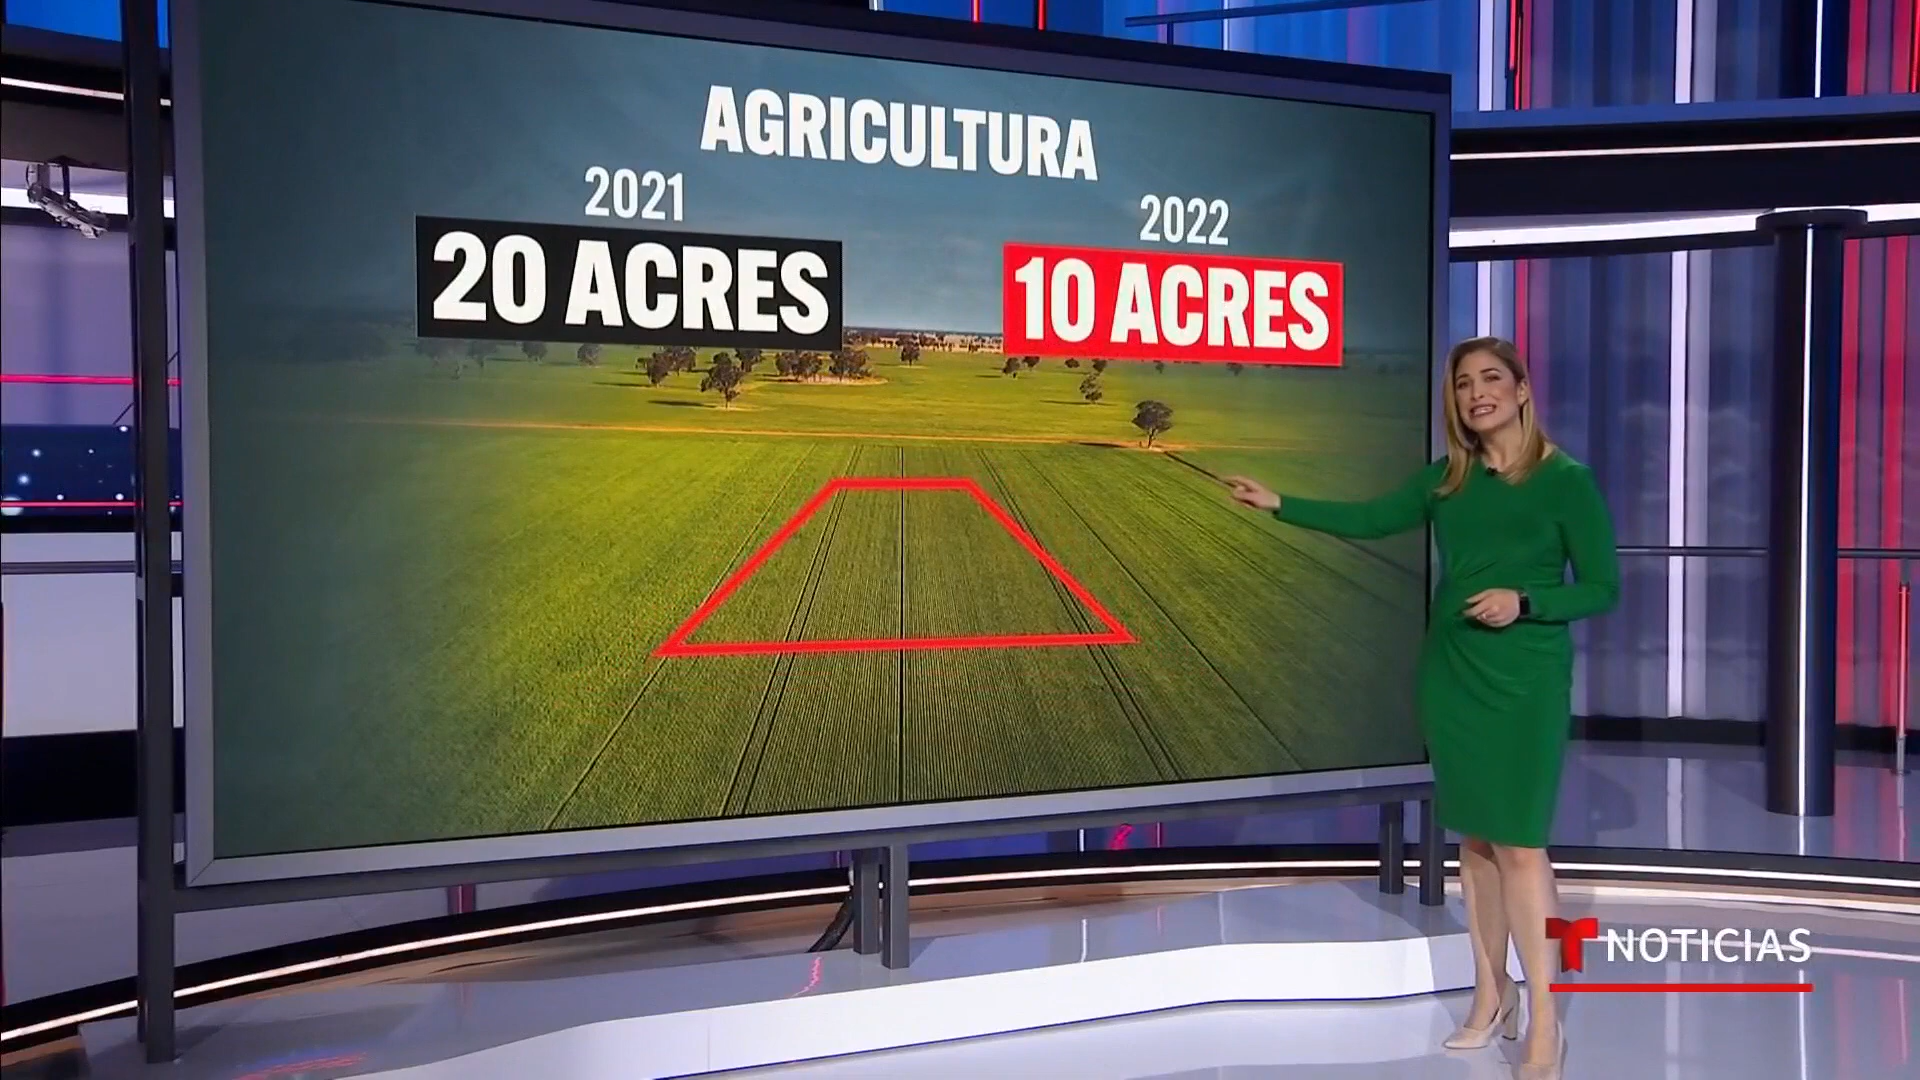 AGRICULTURA
2021
20 ACRES
2022
10 ACRES
NOTICIAS